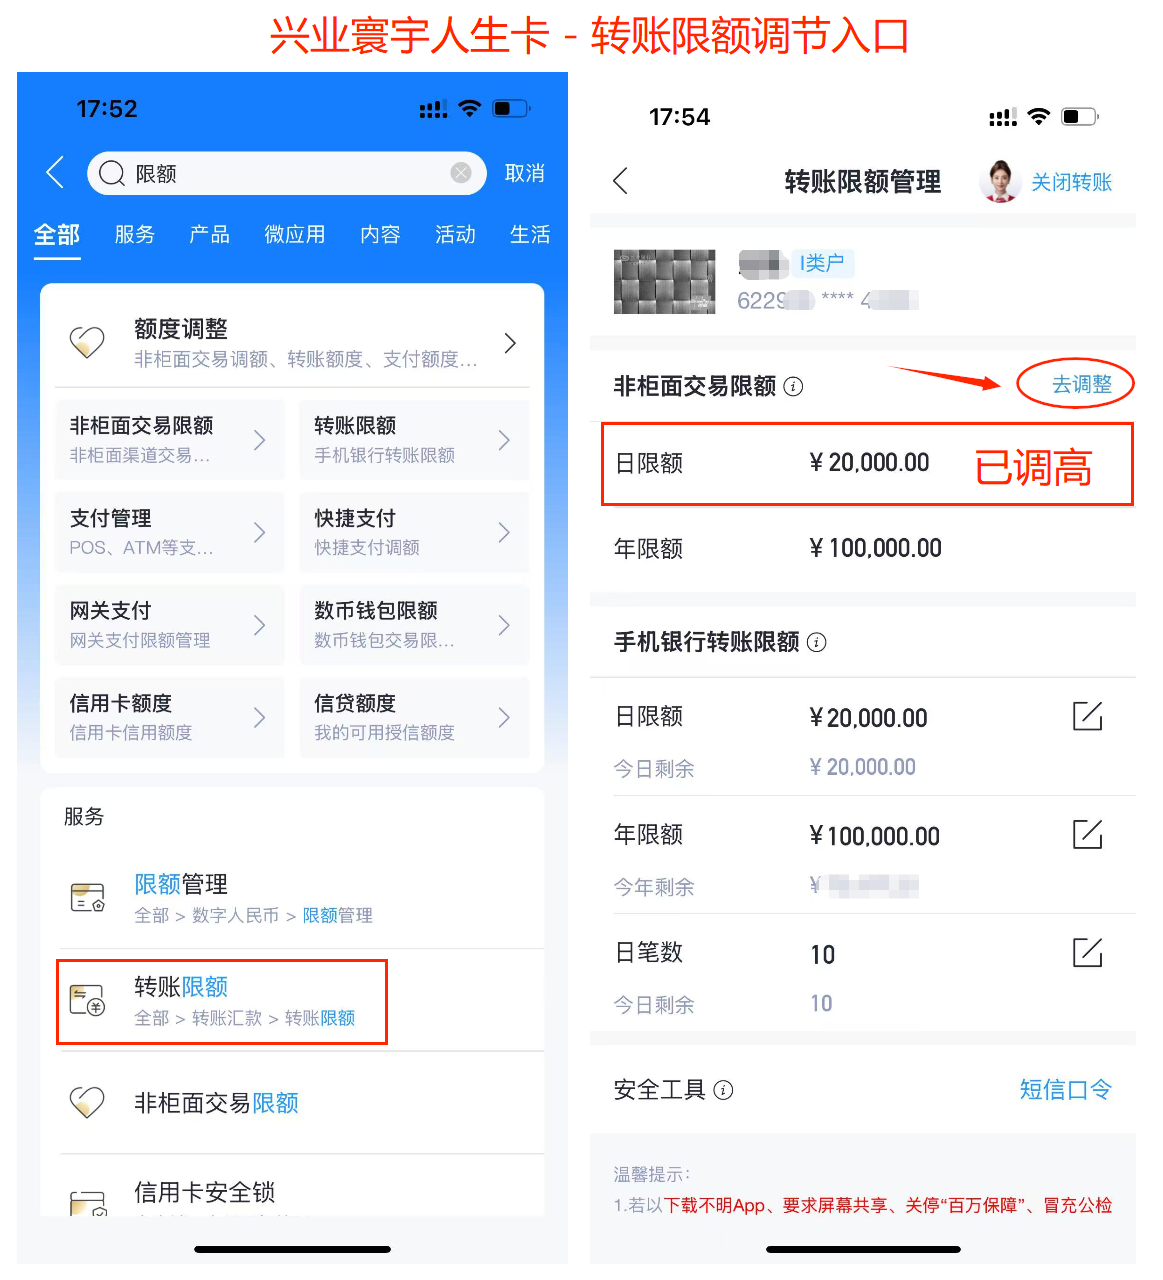 兴业寰宇人生卡 - 转账限额调节入口
17:52
限额
取消
全部 服务 产品 微应用 内容 活动 生活
额度调整
非柜面交易调额、转账额度、支付额度...
非柜面交易限额
非柜面渠道交易...
转账限额
手机银行转账限额
支付管理
POS、ATM等支...
快捷支付
快捷支付调额
网关支付
网关支付限额管理
数币钱包限额
数币钱包交易限...
信用卡额度
信用卡信用额度
信贷额度
我的可用授信额度
服务
限额管理
全部 > 数字人民币 > 限额管理
转账限额
全部 > 转账汇款 > 转账限额
非柜面交易限额
信用卡安全锁
17:54
转账限额管理
关闭转账
I类户
6229 **** 4
非柜面交易限额
去调整
日限额 ¥ 20,000.00 已调高
年限额 ¥ 100,000.00
手机银行转账限额
日限额 ¥ 20,000.00
今日剩余 ¥ 20,000.00
年限额 ¥ 100,000.00
今年剩余 ¥
日笔数 10
今日剩余 10
安全工具 短信口令
温馨提示：
1.若以下载不明App、要求屏幕共享、关停“百万保障”、冒充公检